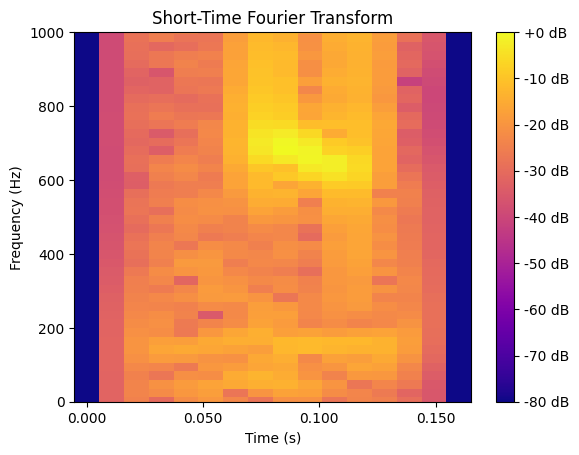 Short-Time Fourier Transform
1000
800
600
400
200
0
Frequency (Hz)
0.000
0.050
0.100
0.150
Time (s)
+0 dB
-10 dB
-20 dB
-30 dB
-40 dB
-50 dB
-60 dB
-70 dB
-80 dB